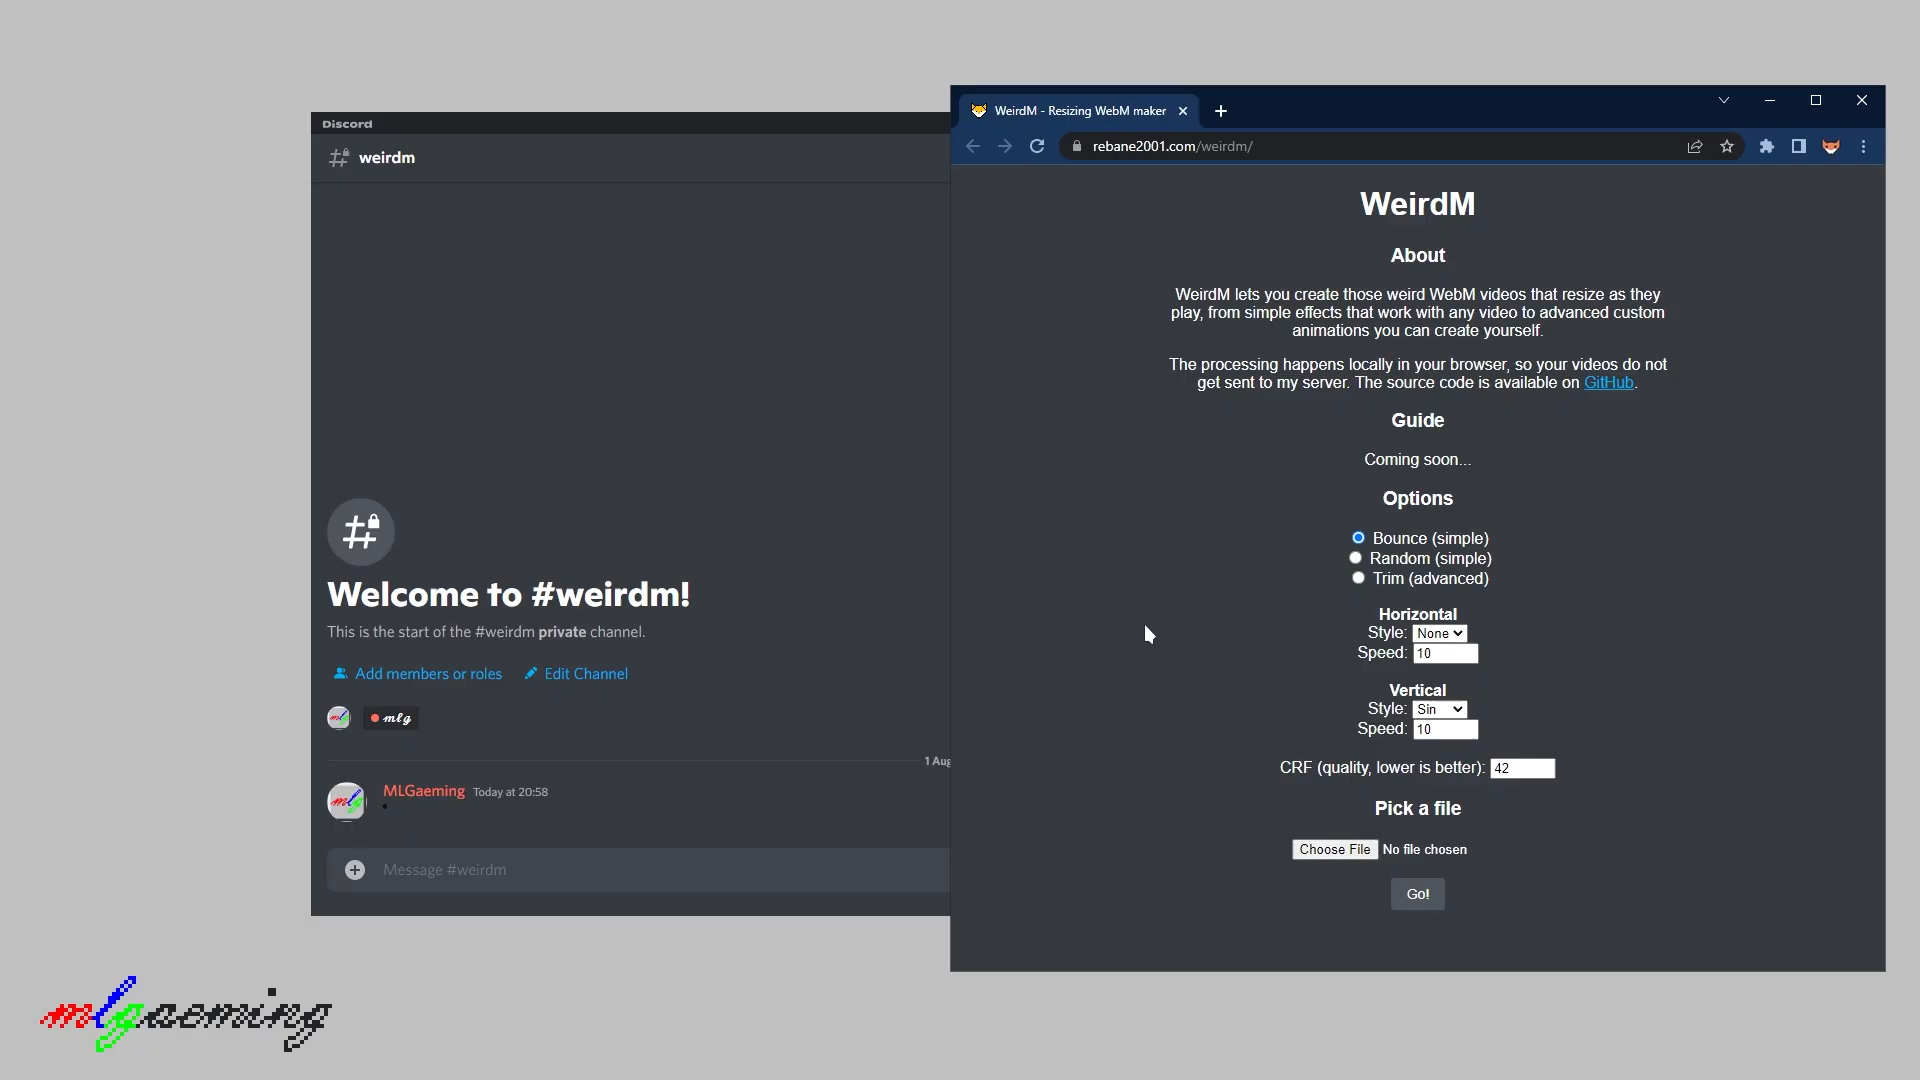 Discord
weirdm
Welcome to #weirdm!
This is the start of the #weirdm private channel.
Add members or roles
Edit Channel
mlg
1 Aug
MLGaeming Today at 20:58
Message #weirdm
WeirdM - Resizing WebM maker
rebane2001.com/weirdm/
WeirdM
About
WeirdM lets you create those weird WebM videos that resize as they
play, from simple effects that work with any video to advanced custom
animations you can create yourself.
The processing happens locally in your browser, so your videos do not
get sent to my server. The source code is available on GitHub.
Guide
Coming soon...
Options
Bounce (simple)
Random (simple)
Trim (advanced)
Horizontal
Style: None
Speed: 10
Vertical
Style: Sin
Speed: 10
CRF (quality, lower is better): 42
Pick a file
Choose File No file chosen
Go!
mlgaeming